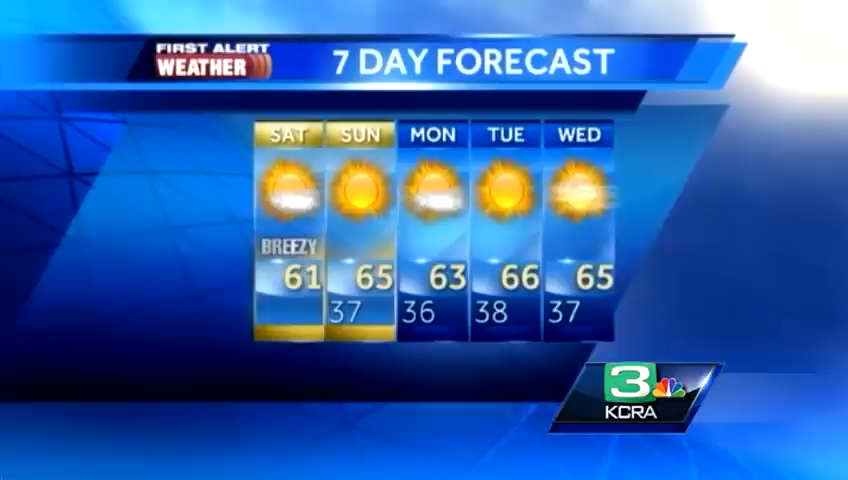 FIRST ALERT
WEATHER
7 DAY FORECAST
SAT SUN MON TUE WED
BREEZY
61 65 63 66 65
37 36 38 37
3
KCRA